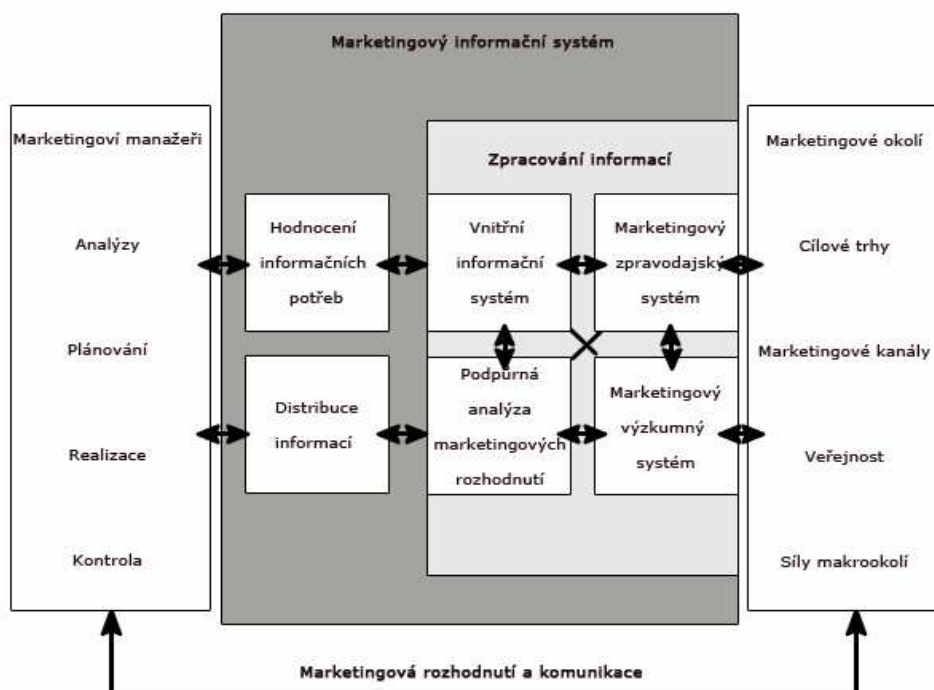 Marketingový informační systém
Marketingoví manažeři
Analýzy
Plánování
Realizace
Kontrola
Hodnocení
informačních
potřeb
Distribuce
informací
Zpracování informací
Vnitřní
informační
systém
Marketingový
zpravodajský
systém
Podpůrná
analýza
marketingových
rozhodnutí
Marketingový
výzkumný
systém
Marketingové okolí
Cílové trhy
Marketingové kanály
Veřejnost
Síly makrookolí
Marketingová rozhodnutí a komunikace